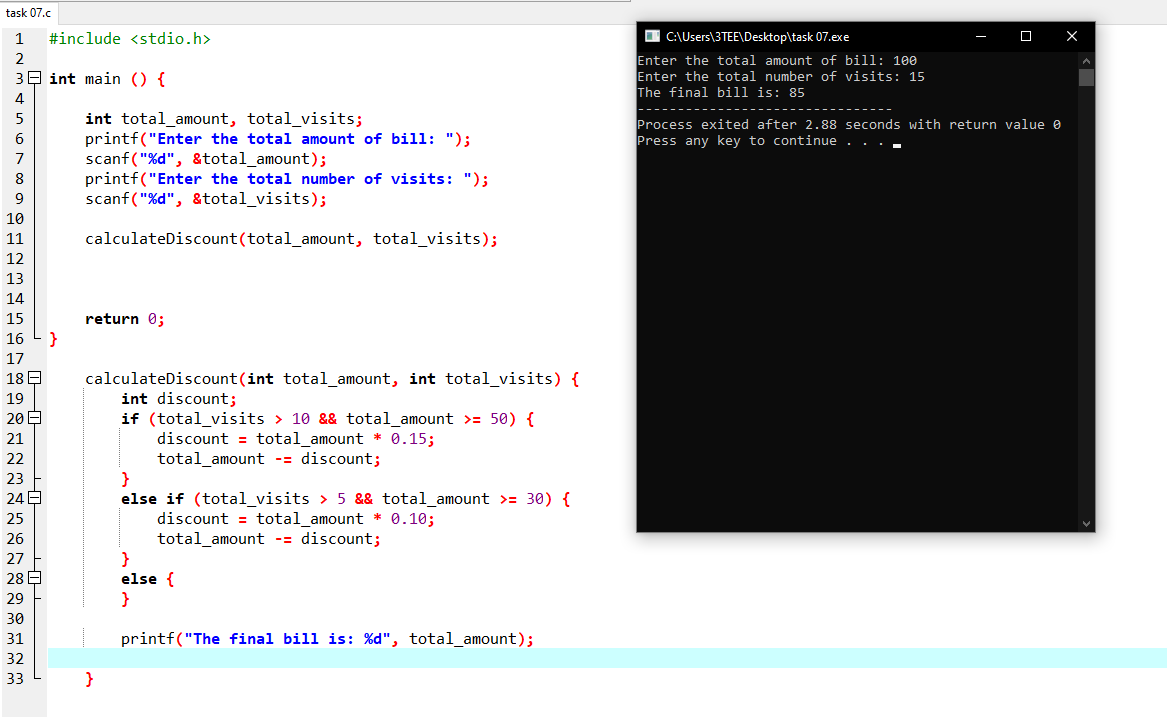 task 07.c
1 #include <stdio.h>
2
3 int main () {
4
5 int total_amount, total_visits;
6 printf("Enter the total amount of bill: ");
7 scanf("%d", &total_amount);
8 printf("Enter the total number of visits: ");
9 scanf("%d", &total_visits);
10
11 calculateDiscount(total_amount, total_visits);
12
13
14
15 return 0;
16 }
17
18 calculateDiscount(int total_amount, int total_visits) {
19 int discount;
20 if (total_visits > 10 && total_amount >= 50) {
21 discount = total_amount * 0.15;
22 total_amount -= discount;
23 }
24 else if (total_visits > 5 && total_amount >= 30) {
25 discount = total_amount * 0.10;
26 total_amount -= discount;
27 }
28 else {
29 }
30
31 printf("The final bill is: %d", total_amount);
32
33 }
C:\Users\3TEE\Desktop\task 07.exe
Enter the total amount of bill: 100
Enter the total number of visits: 15
The final bill is: 85
--------------------------------
Process exited after 2.88 seconds with return value 0
Press any key to continue . . .